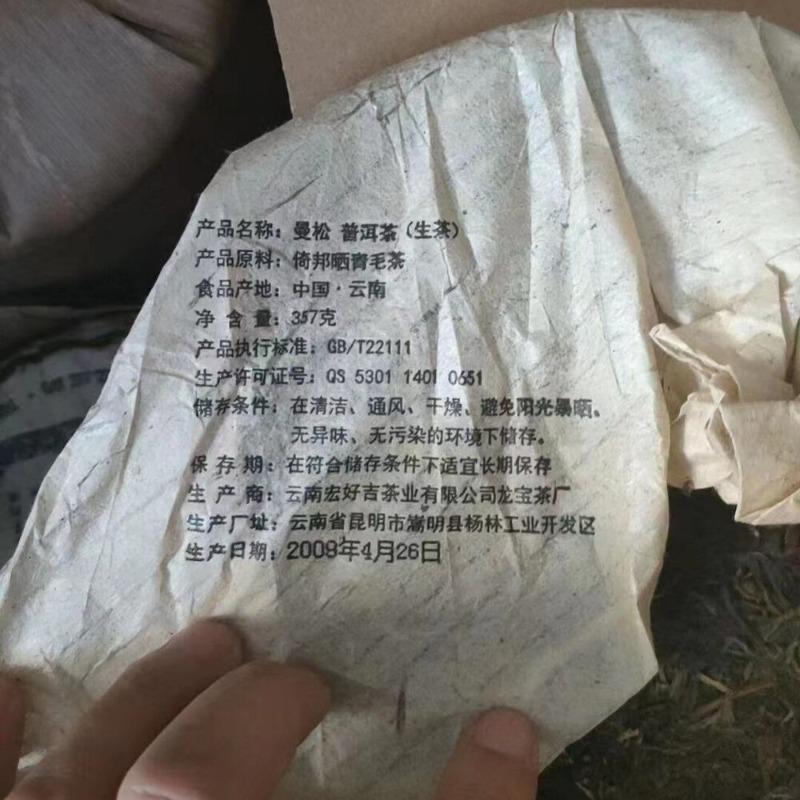 产品名称：曼松 普洱茶（生茶）
产品原料：倚邦晒青毛茶
食品产地：中国·云南
净 含 量：357克
产品执行标准：GB/T22111
生产许可证号：QS 5301 1401 0651
储存条件：在清洁、通风、干燥、避免阳光暴晒、
无异味、无污染的环境下储存。
保 存 期：在符合储存条件下适宜长期保存
生 产 商：云南宏好吉茶业有限公司龙宝茶厂
生产厂址：云南省昆明市嵩明县杨林工业开发区
生产日期：2009年4月26日